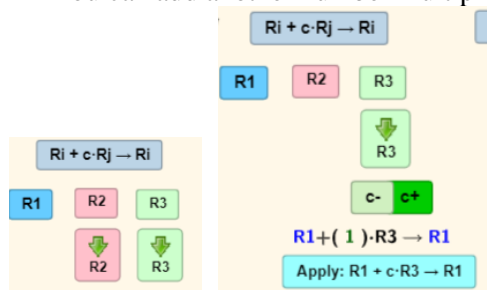 Ri + c·Rj → Ri
R1 R2 R3
R3
c- c+
R1+( 1 )·R3 → R1
Apply: R1 + c·R3 → R1
Ri + c·Rj → Ri
R1 R2 R3
R2 R3